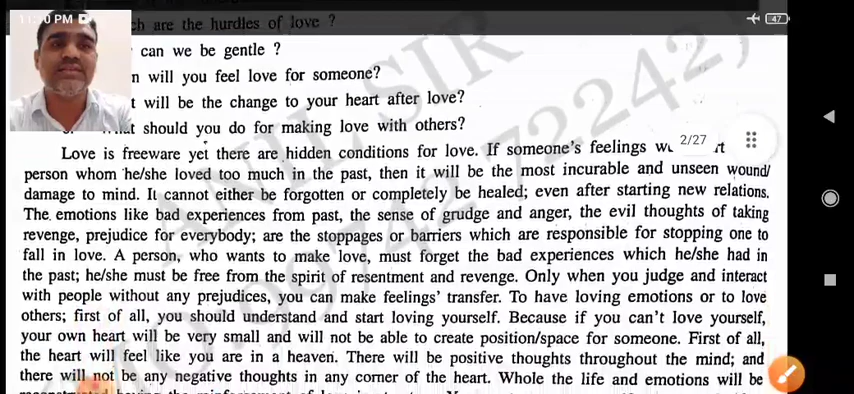 11:10 PM
47
ch are the hurdles of love ?
can we be gentle ?
n will you feel love for someone?
t will be the change to your heart after love?
should you do for making love with others?
2/27
Love is freeware yet there are hidden conditions for love. If someone's feelings
person whom he/she loved too much in the past, then it will be the most incurable and unseen wound/
damage to mind. It cannot either be forgotten or completely be healed; even after starting new relations.
The emotions like bad experiences from past, the sense of grudge and anger, the evil thoughts of taking
revenge, prejudice for everybody; are the stoppages or barriers which are responsible for stopping one to
fall in love. A person, who wants to make love, must forget the bad experiences which he/she had in
the past; he/she must be free from the spirit of resentment and revenge. Only when you judge and interact
with people without any prejudices, you can make feelings' transfer. To have loving emotions or to love
others; first of all, you should understand and start loving yourself. Because if you can't love yourself,
your own heart will be very small and will not be able to create position/space for someone. First of all,
the heart will feel like you are in a heaven. There will be positive thoughts throughout the mind; and
there will not be any negative thoughts in any corner of the heart. Whole the life and emotions will be
ANIL SIR